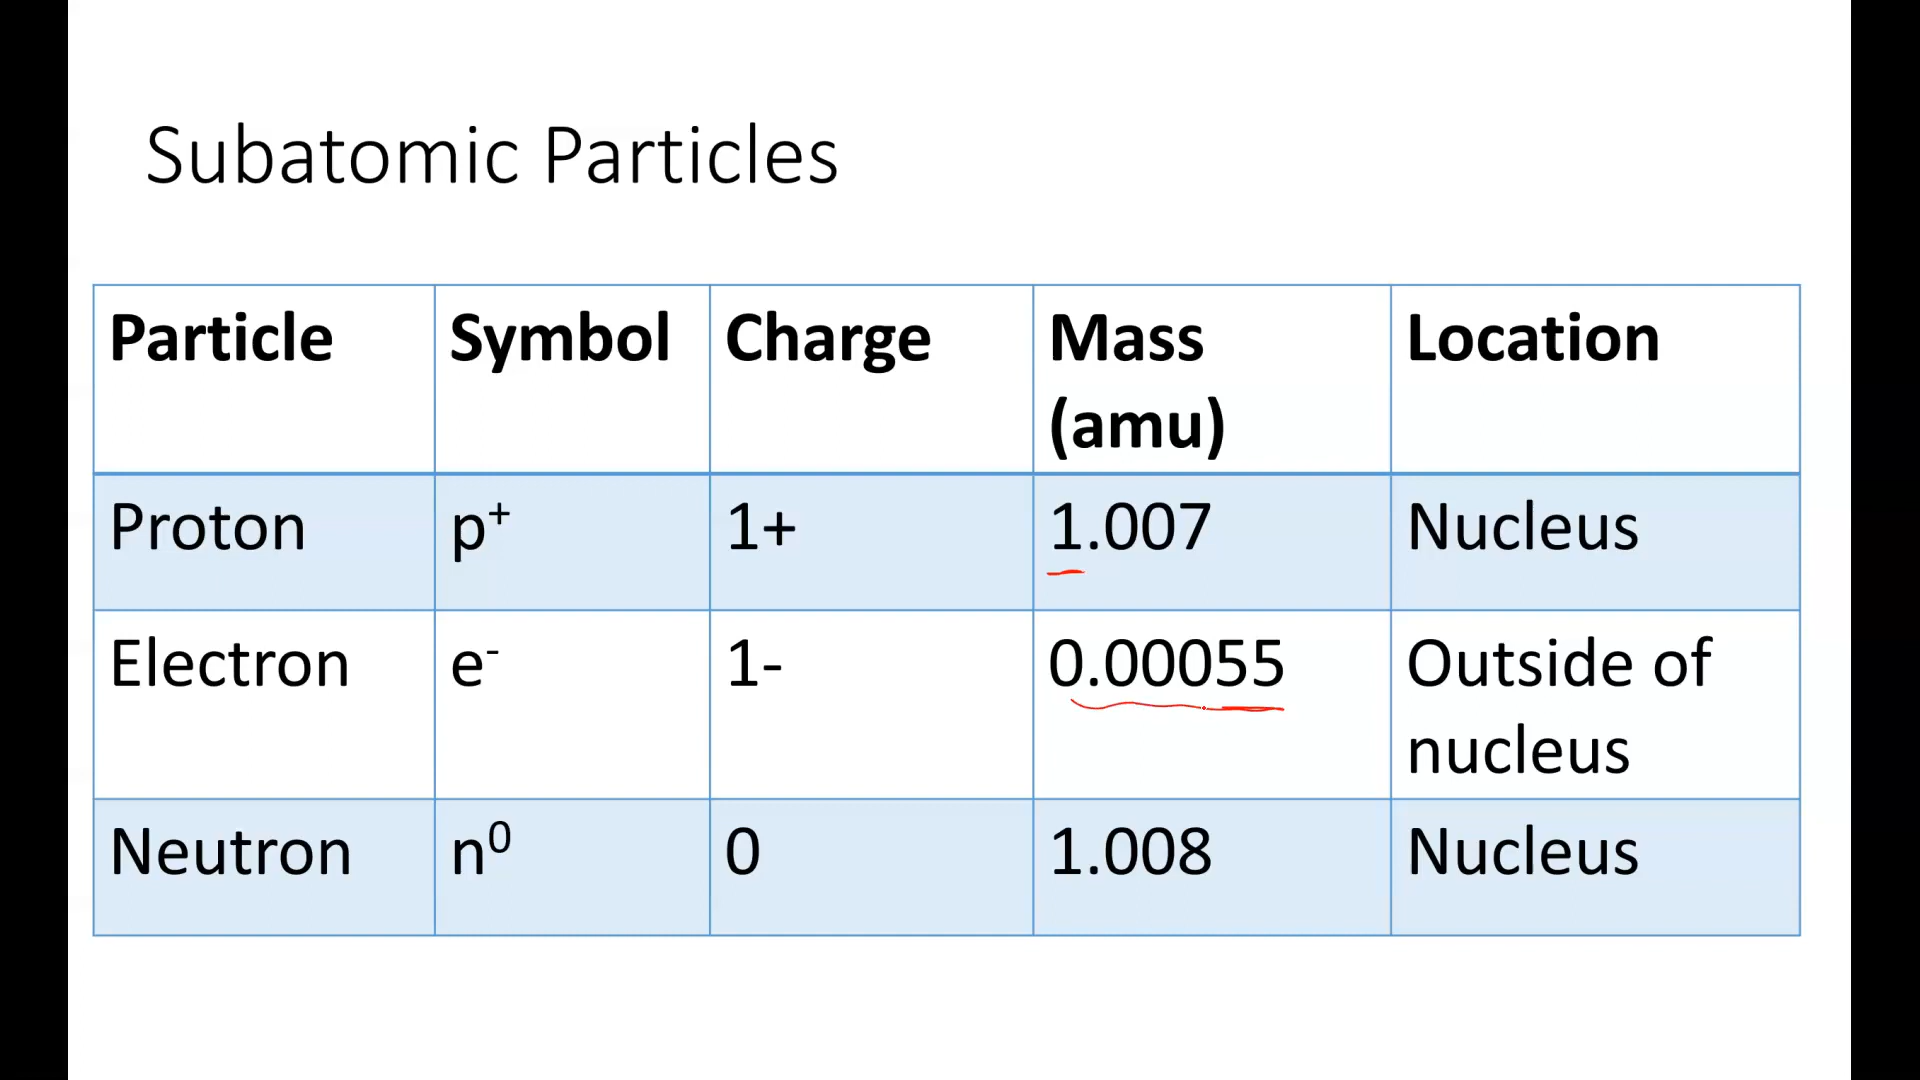 Subatomic Particles
Particle Symbol Charge Mass (amu) Location
Proton p⁺ 1+ 1.007 Nucleus
Electron e⁻ 1- 0.00055 Outside of nucleus
Neutron n⁰ 0 1.008 Nucleus